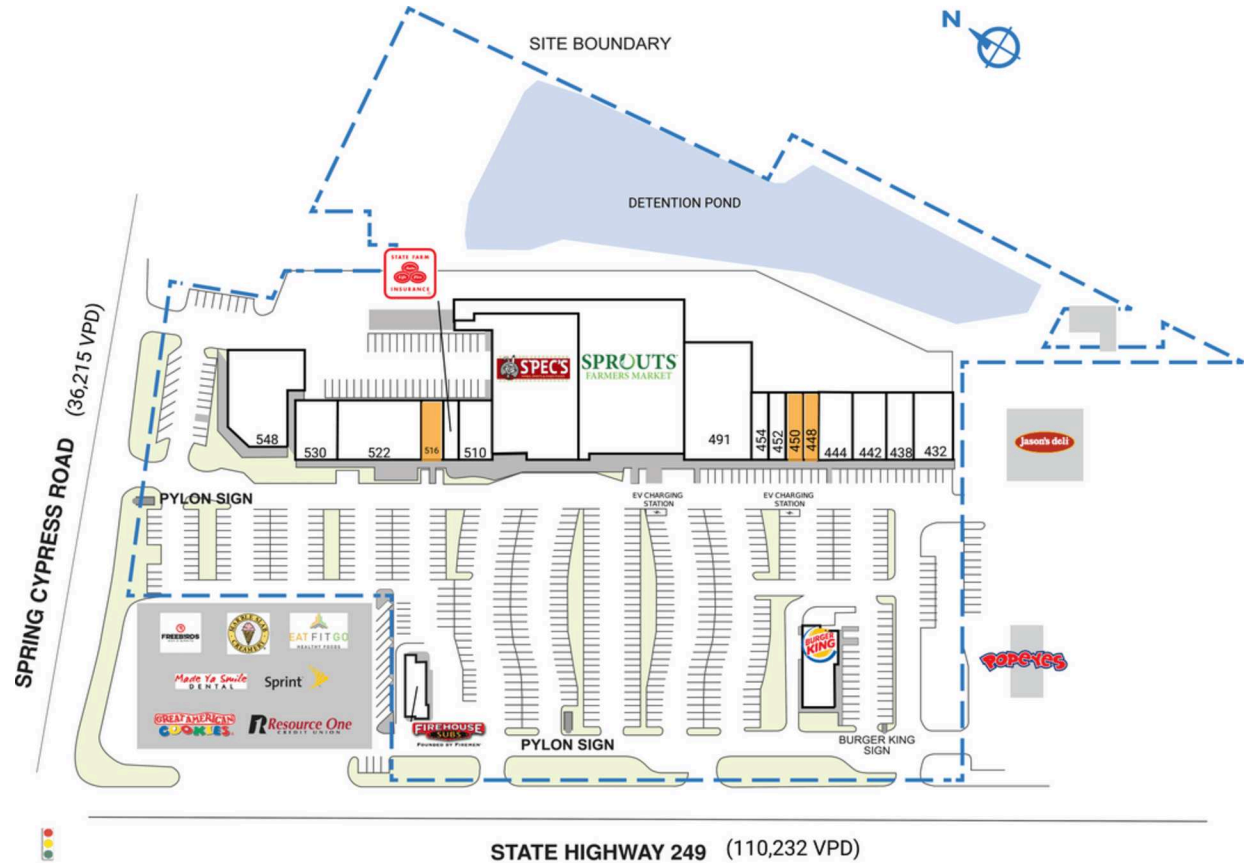 N
SITE BOUNDARY
DETENTION POND
STATE FARM
INSURANCE
SPEC'S
SPROUTS
FARMERS MARKET
548
530
522
516
510
491
454
452
450
448
444
442
438
432
Jason's deli
SPRING CYPRESS ROAD (36,215 VPD)
PYLON SIGN
EV CHARGING
STATION
EV CHARGING
STATION
FREEBIRDS
MARBLE SLAB
CREAMERY
EAT FIT GO
HEALTHY FOODS
Made Ya Smile
DENTAL
Sprint
GREAT AMERICAN
COOKIES
Resource One
CREDIT UNION
FIREHOUSE
SUBS
FOUNDED BY FIREMEN
PYLON SIGN
BURGER
KING
BURGER KING
SIGN
POPEYES
STATE HIGHWAY 249 (110,232 VPD)